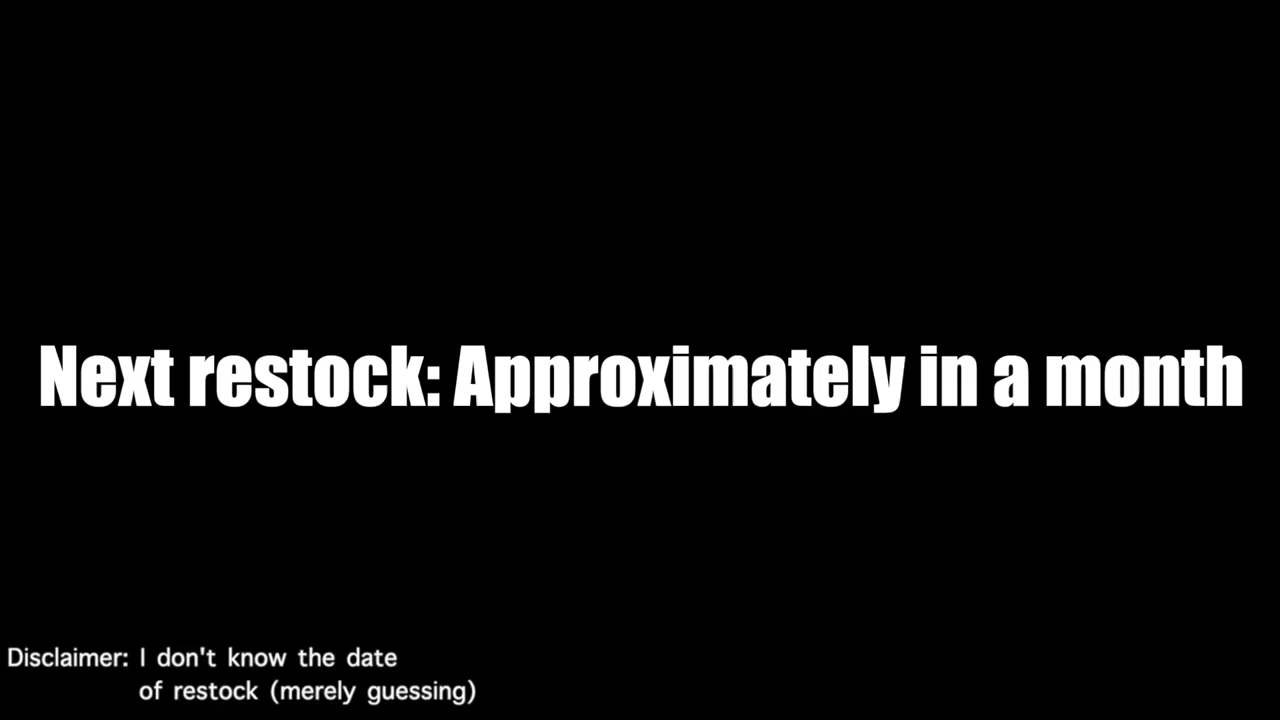 Next restock: Approximately in a month
Disclaimer: I don't know the date
of restock (merely guessing)